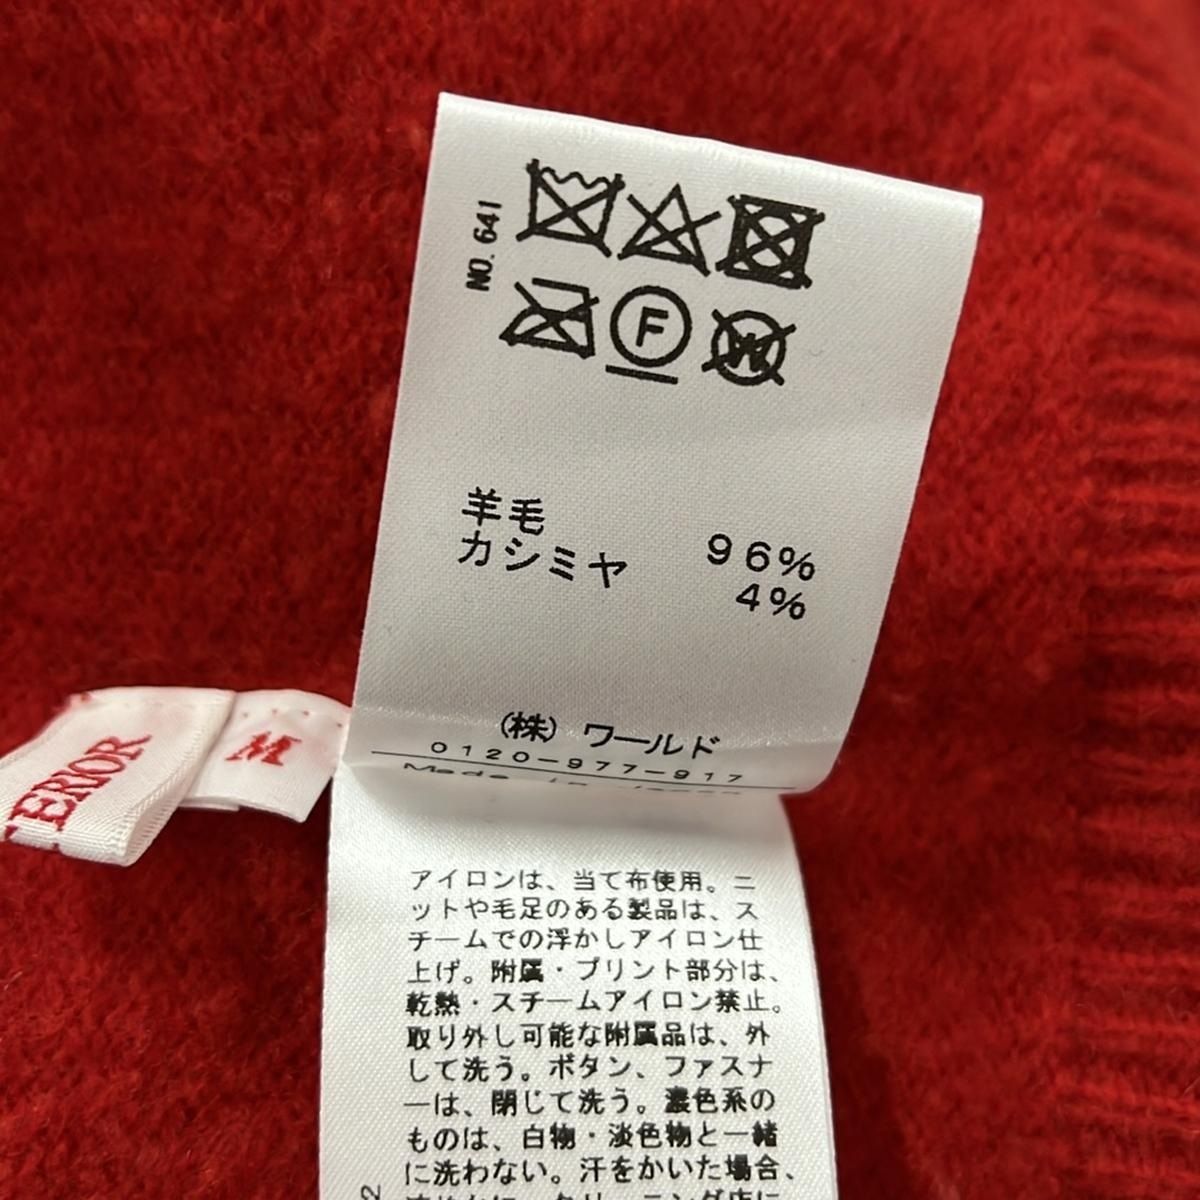 NO. 641
F
W
羊毛 96%
カシミヤ 4%
(株) ワールド
0120-977-917
Made in Japan
M
TERIOR
アイロンは、当て布使用。ニ
ットや毛足のある製品は、ス
チームでの浮かしアイロン仕
上げ。附属・プリント部分は、
乾熱・スチームアイロン禁止。
取り外し可能な附属品は、外
して洗う。ボタン、ファスナ
ーは、閉じて洗う。濃色系の
ものは、白物・淡色物と一緒
に洗わない。汗をかいた場合、
2